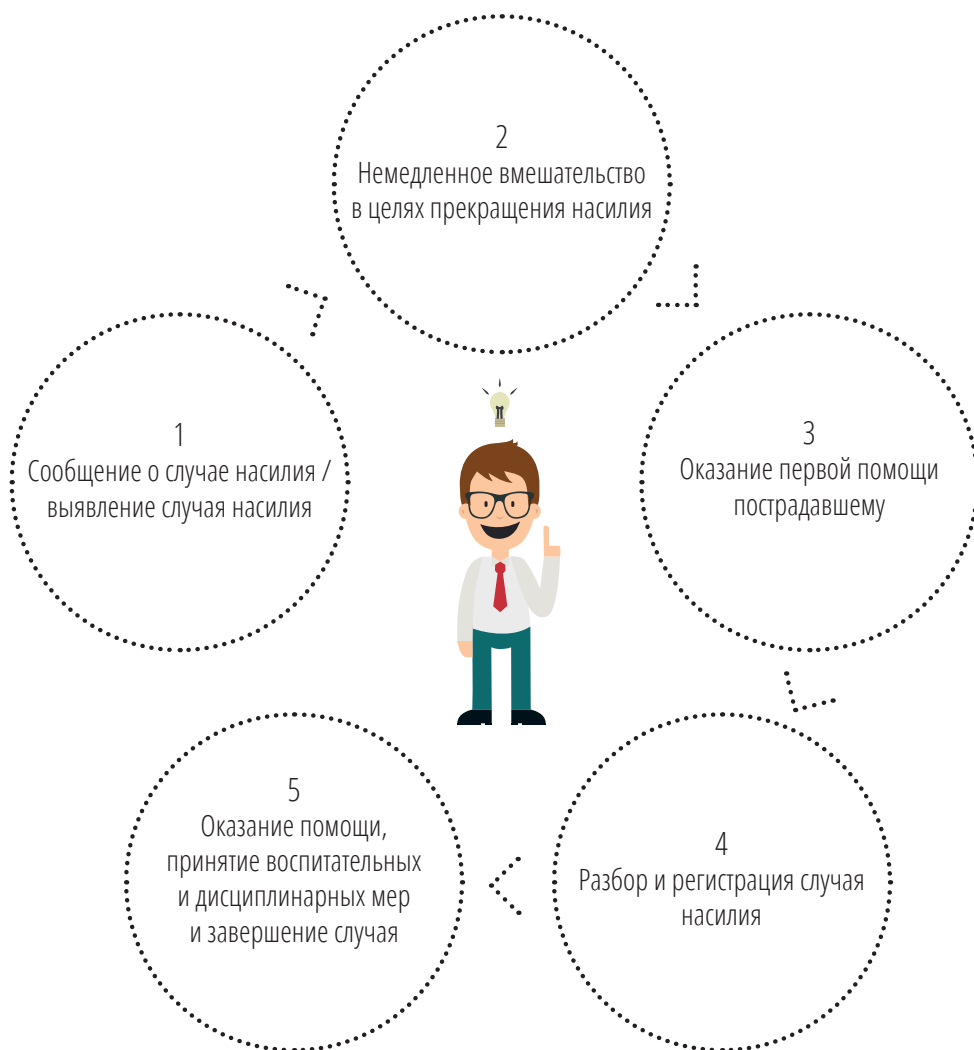 1
Сообщение о случае насилия /
выявление случая насилия
2
Немедленное вмешательство
в целях прекращения насилия
3
Оказание первой помощи
пострадавшему
4
Разбор и регистрация случая
насилия
5
Оказание помощи,
принятие воспитательных
и дисциплинарных мер
и завершение случая